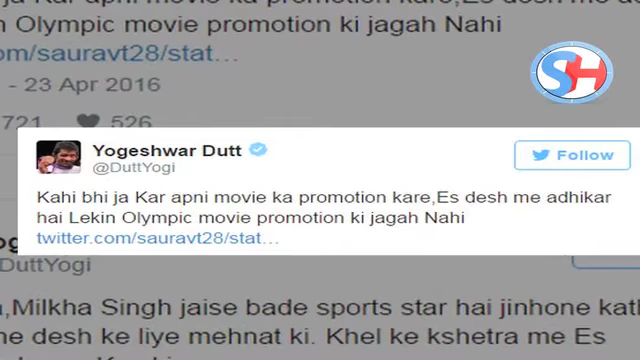 ja Kar apni movie ka promotion kare,Es desh me ad
n Olympic movie promotion ki jagah Nahi
om/sauravt28/stat…
- 23 Apr 2016
721 526
SH
Yogeshwar Dutt
@DuttYogi
Follow
Kahi bhi ja Kar apni movie ka promotion kare,Es desh me adhikar
hai Lekin Olympic movie promotion ki jagah Nahi
twitter.com/sauravt28/stat…
DuttYogi
,Milkha Singh jaise bade sports star hai jinhone kath
me desh ke liye mehnat ki. Khel ke kshetra me Es